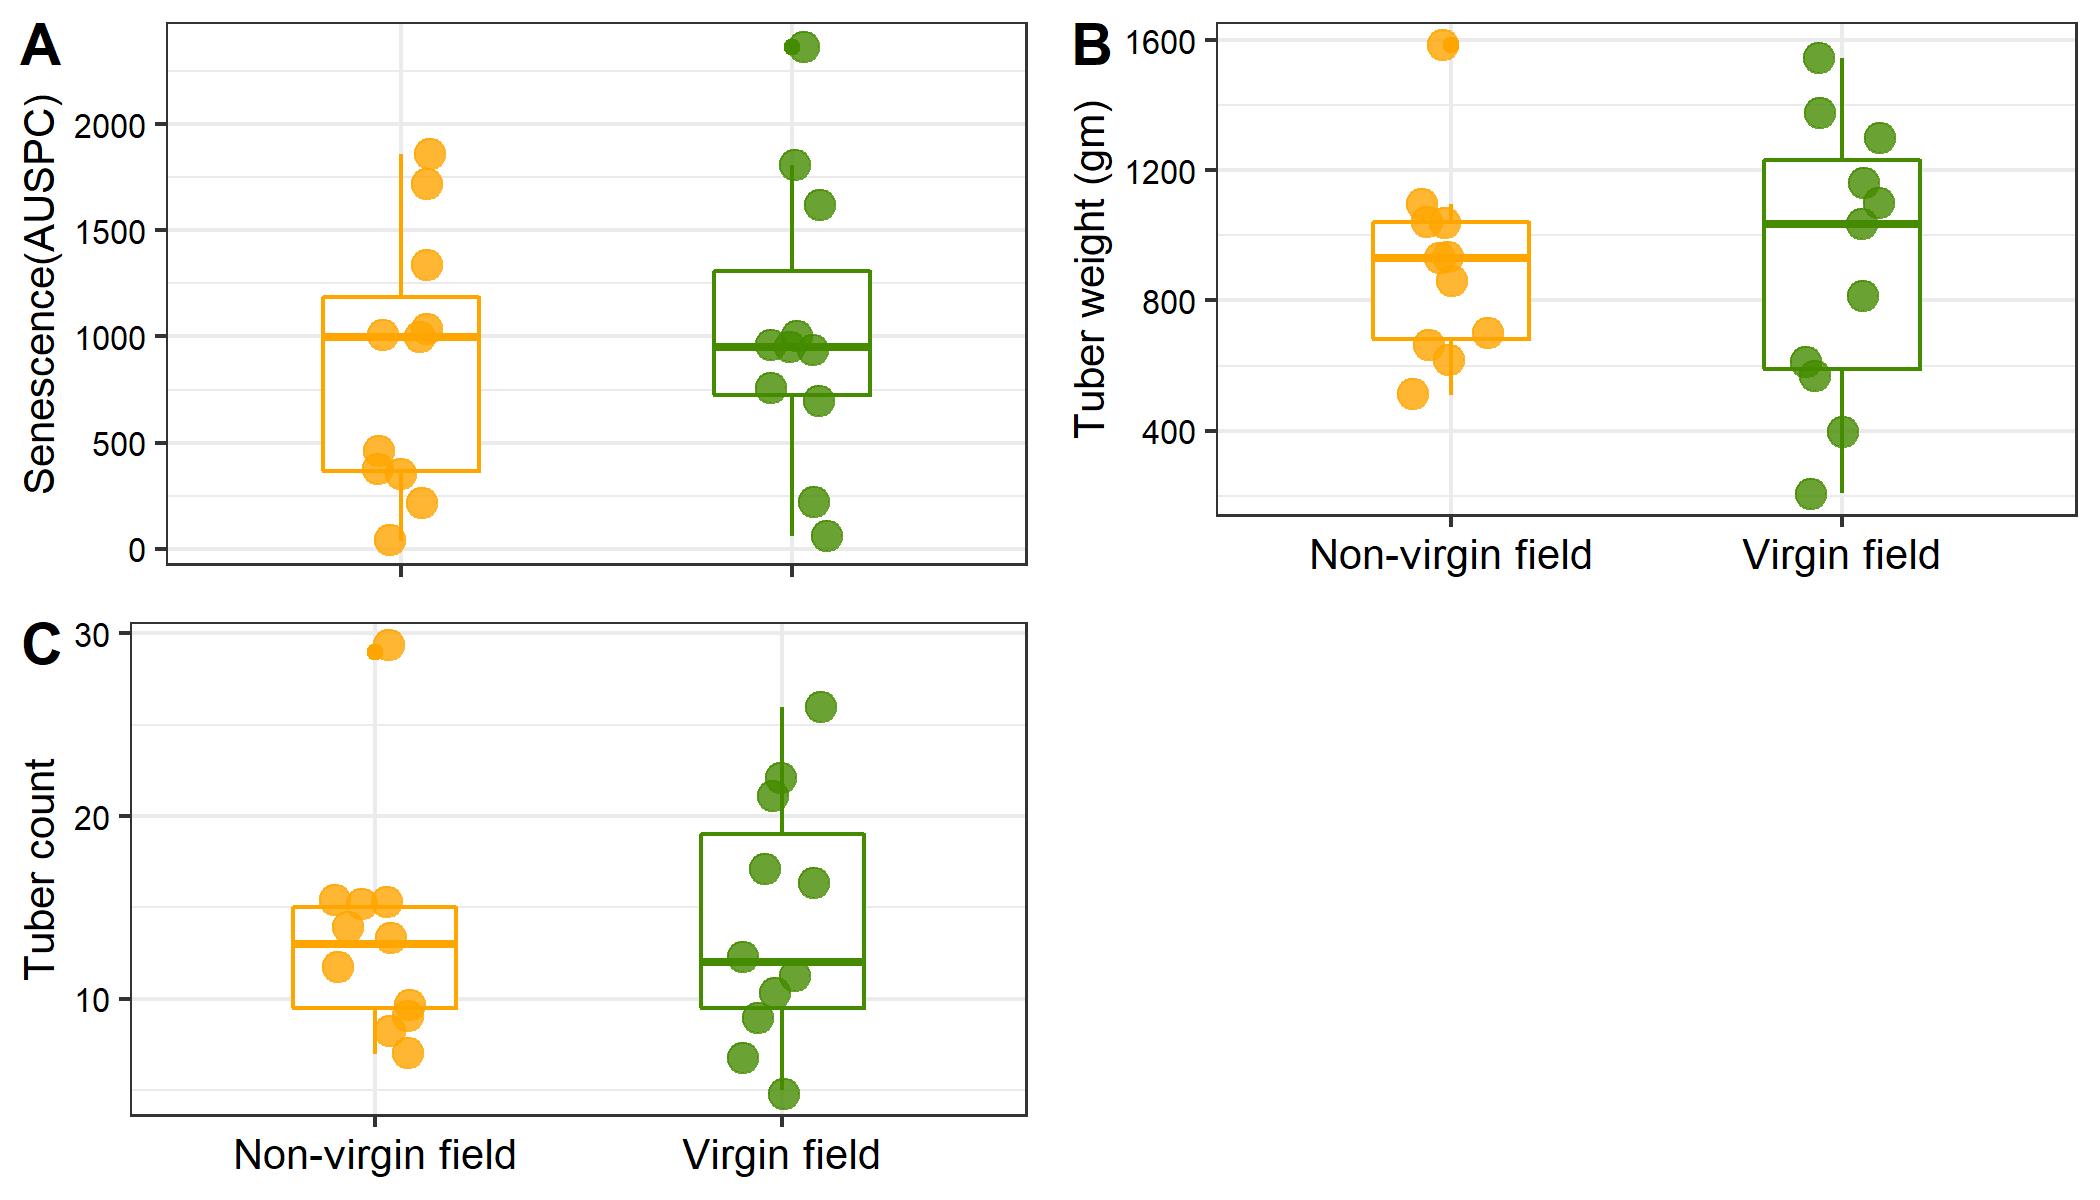 A
Senescence(AUSPC)
2000
1500
1000
500
0
B
Tuber weight (gm)
1600
1200
800
400
Non-virgin field
Virgin field
C
Tuber count
30
20
10
Non-virgin field
Virgin field